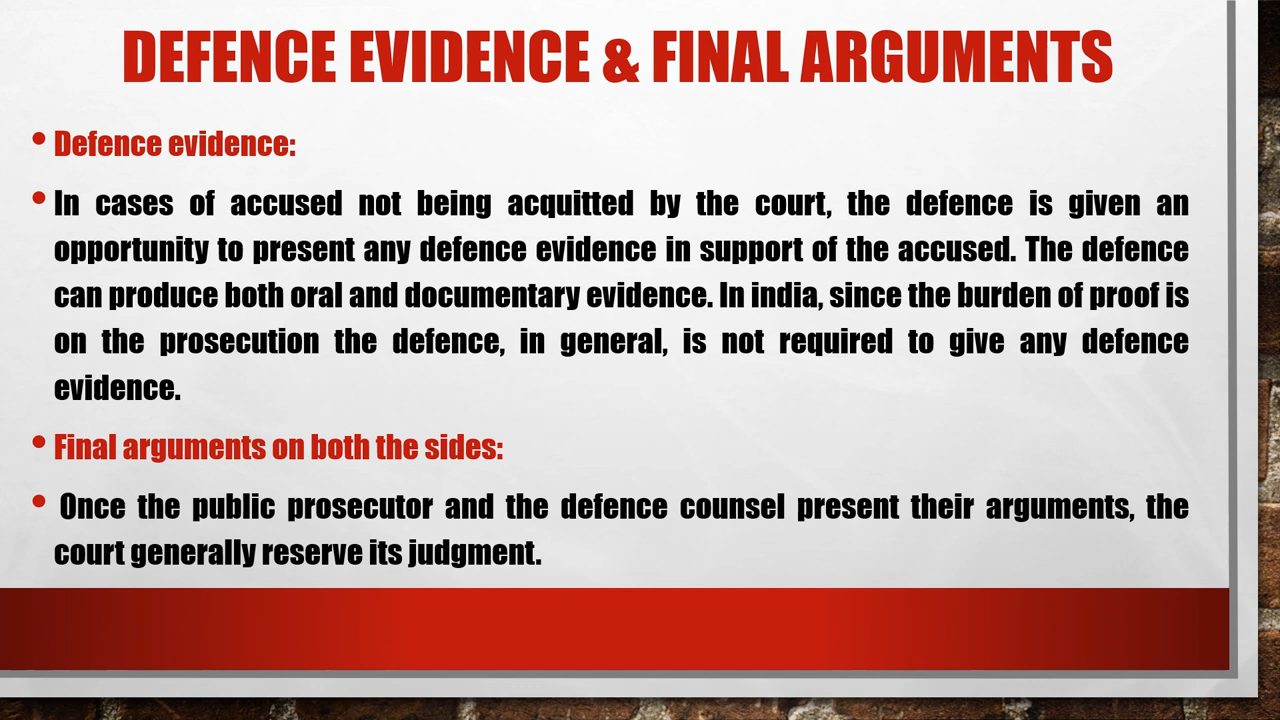 DEFENCE EVIDENCE & FINAL ARGUMENTS
• Defence evidence:
• In cases of accused not being acquitted by the court, the defence is given an
opportunity to present any defence evidence in support of the accused. The defence
can produce both oral and documentary evidence. In india, since the burden of proof is
on the prosecution the defence, in general, is not required to give any defence
evidence.
• Final arguments on both the sides:
• Once the public prosecutor and the defence counsel present their arguments, the
court generally reserve its judgment.